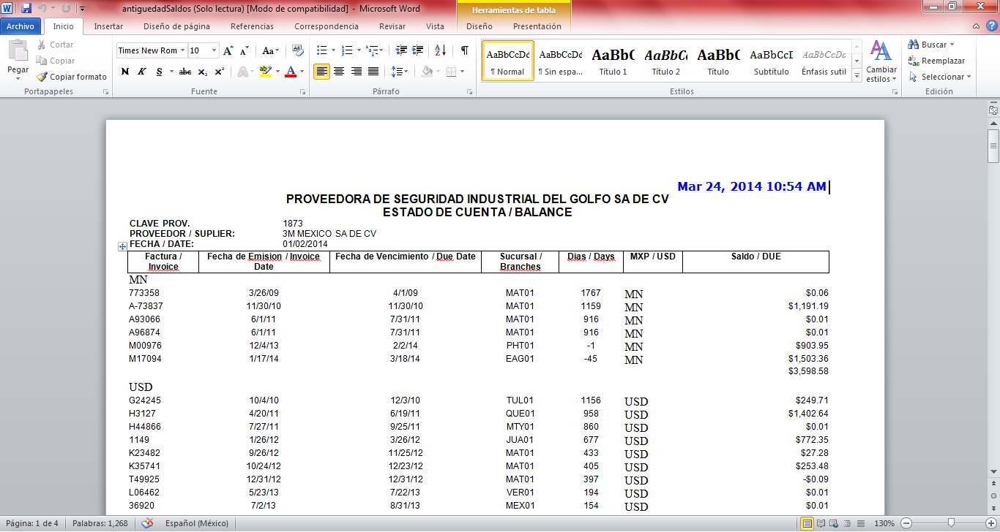 antiguedadSaldos (Solo lectura) [Modo de compatibilidad] - Microsoft Word
Herramientas de tabla
Archivo Inicio Insertar Diseño de página Referencias Correspondencia Revisar Vista Diseño Presentación
Pegar
Cortar
Copiar
Copiar formato
Portapapeles
Times New Rom 10
Fuente
Párrafo
AaBbCcDd AaBbCcDd AaBbC AaBbCc AaBbC AaBbCcI AaBbCcDc
¶ Normal ¶ Sin espa... Título 1 Título 2 Título Subtítulo Énfasis sutil
Cambiar estilos
Estilos
Buscar
Reemplazar
Seleccionar
Edición
Mar 24, 2014 10:54 AM
PROVEEDORA DE SEGURIDAD INDUSTRIAL DEL GOLFO SA DE CV
ESTADO DE CUENTA / BALANCE
CLAVE PROV. 1873
PROVEEDOR / SUPLIER: 3M MEXICO SA DE CV
FECHA / DATE: 01/02/2014
Factura / Invoice Fecha de Emision / Invoice Date Fecha de Vencimiento / Due Date Sucursal / Branches Dias / Days MXP / USD Saldo / DUE
MN
773358 3/26/09 4/1/09 MAT01 1767 MN $0.06
A-73837 11/30/10 11/30/10 MAT01 1159 MN $1,191.19
A93066 6/1/11 7/31/11 MAT01 916 MN $0.01
A96874 6/1/11 7/31/11 MAT01 916 MN $0.01
M00976 12/4/13 2/2/14 PHT01 -1 MN $903.95
M17094 1/17/14 3/18/14 EAG01 -45 MN $1,503.36
$3,598.58
USD
G24245 10/4/10 12/3/10 TUL01 1156 USD $249.71
H3127 4/20/11 6/19/11 QUE01 958 USD $1,402.64
H44866 7/27/11 9/25/11 MTY01 860 USD $0.01
1149 1/26/12 3/26/12 JUA01 677 USD $772.35
K23482 9/26/12 11/25/12 MAT01 433 USD $27.28
K35741 10/24/12 12/23/12 MAT01 405 USD $253.48
T49925 12/31/12 12/31/12 MAT01 397 USD -$0.09
L06462 5/23/13 7/22/13 VER01 194 USD $0.01
36920 7/2/13 8/31/13 MEX01 154 USD $0.01
Página: 1 de 4 Palabras: 1,268 Español (México) 130%